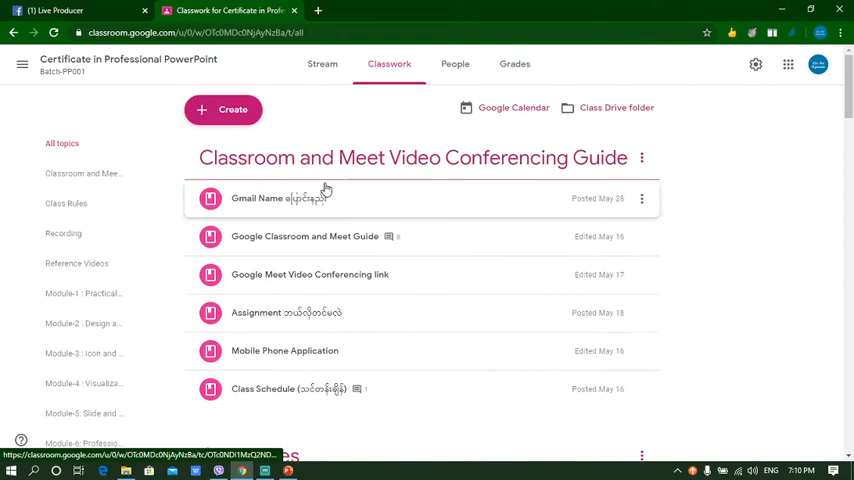 (1) Live Producer
Classwork for Certificate in Profes
classroom.google.com/u/0/w/OTc0MDc0NjAyNzBa/t/all
Certificate in Professional PowerPoint
Batch-PP001
Stream
Classwork
People
Grades
Create
Google Calendar
Class Drive folder
All topics
Classroom and Mee...
Class Rules
Recording
Reference Videos
Module-1 : Practical...
Module-2 : Design a...
Module-3 : Icon and ...
Module-4 : Visualiza...
Module-5: Slide and ...
Module-6: Professio...
Classroom and Meet Video Conferencing Guide
Gmail Name ပြောင်းနည်း
Posted May 28
Google Classroom and Meet Guide 8
Edited May 16
Google Meet Video Conferencing link
Edited May 17
Assignment ဘယ်လိုတင်မလဲ
Posted May 18
Mobile Phone Application
Edited May 16
Class Schedule (သင်တန်းချိန်) 1
Posted May 16
ENG
7:10 PM